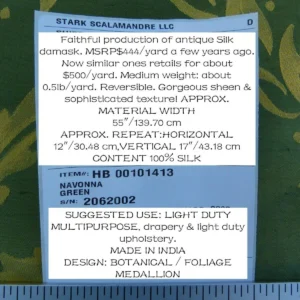 STARK SCALAMANDRE LLC
D
Faithful production of antique Silk
damask. MSRP$444/yard a few years ago.
Now similar ones retails for about
$500/yard. Medium weight: about
0.5lb/yard. Reversible. Gorgeous sheen &
sophisticated texture! APPROX.
MATERIAL WIDTH
55"/139.70 cm
APPROX. REPEAT:HORIZONTAL
12"/30.48 cm,VERTICAL 17"/43.18 cm
CONTENT 100% SILK
ITEM#: HB 00101413
NAVONNA
GREEN
S/N: 2062002
SUGGESTED USE: LIGHT DUTY
MULTIPURPOSE, drapery & light duty
upholstery.
MADE IN INDIA
DESIGN: BOTANICAL / FOLIAGE
MEDALLION